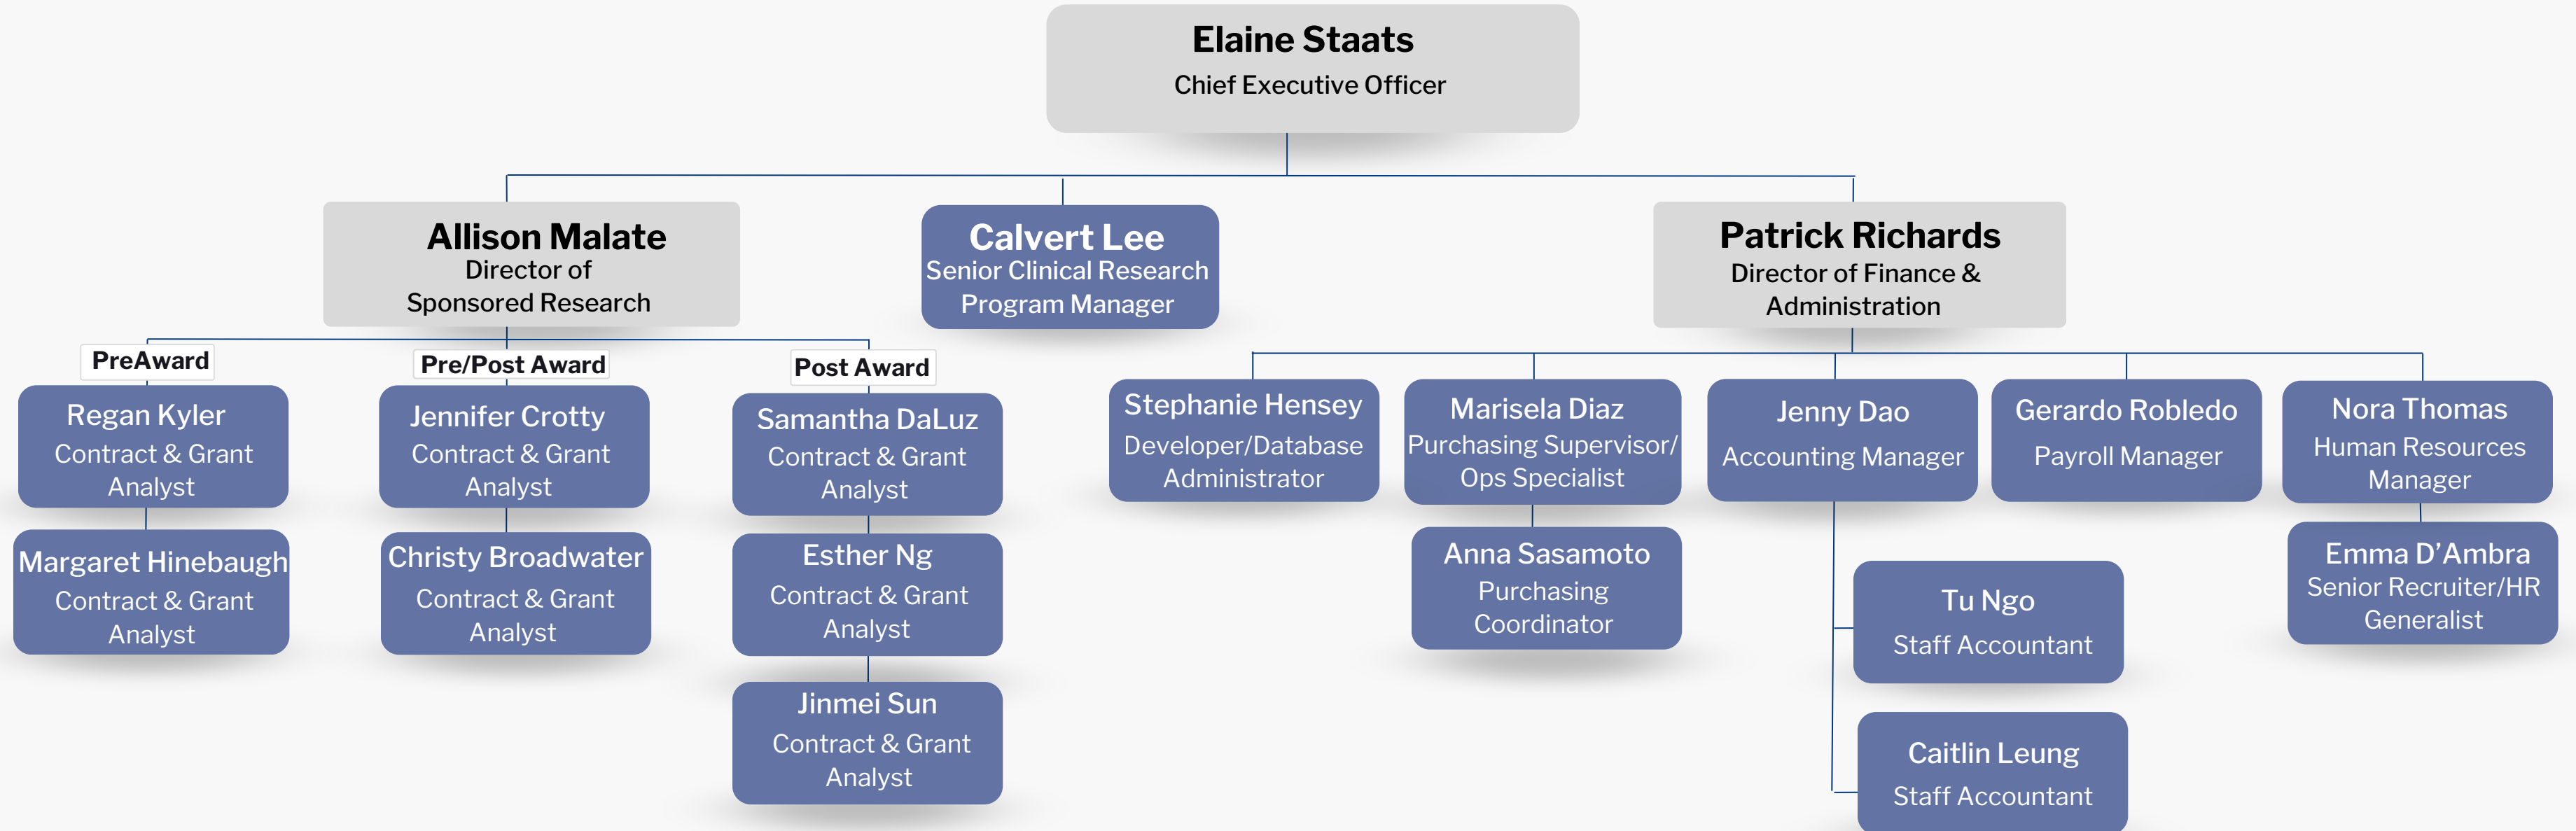 Elaine Staats
Chief Executive Officer
Allison Malate
Director of
Sponsored Research
Calvert Lee
Senior Clinical Research
Program Manager
Patrick Richards
Director of Finance &
Administration
PreAward
Regan Kyler
Contract & Grant
Analyst
Margaret Hinebaugh
Contract & Grant
Analyst
Pre/Post Award
Jennifer Crotty
Contract & Grant
Analyst
Christy Broadwater
Contract & Grant
Analyst
Post Award
Samantha DaLuz
Contract & Grant
Analyst
Esther Ng
Contract & Grant
Analyst
Jinmei Sun
Contract & Grant
Analyst
Stephanie Hensey
Developer/Database
Administrator
Marisela Diaz
Purchasing Supervisor/
Ops Specialist
Anna Sasamoto
Purchasing
Coordinator
Jenny Dao
Accounting Manager
Tu Ngo
Staff Accountant
Caitlin Leung
Staff Accountant
Gerardo Robledo
Payroll Manager
Nora Thomas
Human Resources
Manager
Emma D’Ambra
Senior Recruiter/HR
Generalist